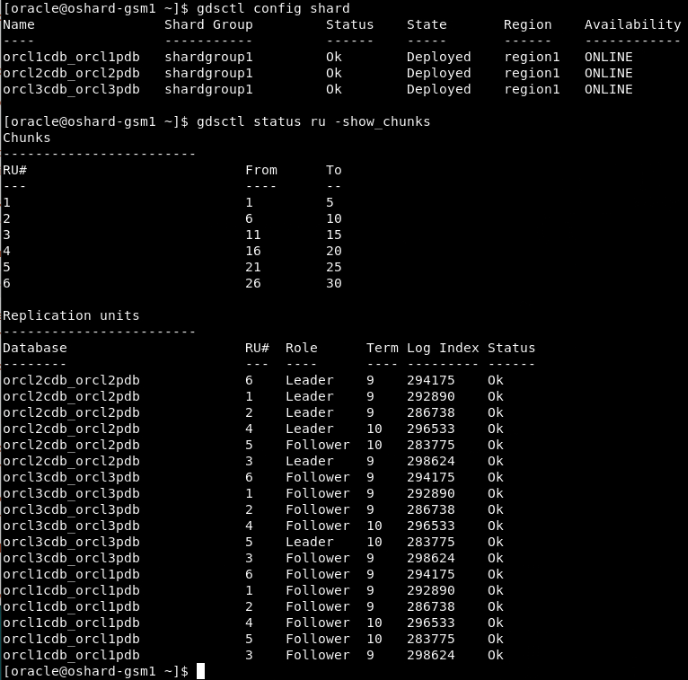 [oracle@oshard-gsm1 ~]$ gdsctl config shard
Name                Shard Group         Status    State       Region    Availability
----                -----------         ------    -----       ------    ------------
orcl1cdb_orcl1pdb   shardgroup1         Ok        Deployed    region1   ONLINE
orcl2cdb_orcl2pdb   shardgroup1         Ok        Deployed    region1   ONLINE
orcl3cdb_orcl3pdb   shardgroup1         Ok        Deployed    region1   ONLINE

[oracle@oshard-gsm1 ~]$ gdsctl status ru -show_chunks
Chunks
------------------------
RU#                           From      To
---                           ----      --
1                             1         5
2                             6         10
3                             11        15
4                             16        20
5                             21        25
6                             26        30

Replication units
------------------------
Database                      RU#  Role      Term Log Index Status
--------                      ---  ----      ---- --------- ------
orcl2cdb_orcl2pdb             6    Leader    9    294175    Ok
orcl2cdb_orcl2pdb             1    Leader    9    292890    Ok
orcl2cdb_orcl2pdb             2    Leader    9    286738    Ok
orcl2cdb_orcl2pdb             4    Leader    10   296533    Ok
orcl2cdb_orcl2pdb             5    Follower  10   283775    Ok
orcl2cdb_orcl2pdb             3    Leader    9    298624    Ok
orcl3cdb_orcl3pdb             6    Follower  9    294175    Ok
orcl3cdb_orcl3pdb             1    Follower  9    292890    Ok
orcl3cdb_orcl3pdb             2    Follower  9    286738    Ok
orcl3cdb_orcl3pdb             4    Follower  10   296533    Ok
orcl3cdb_orcl3pdb             5    Leader    10   283775    Ok
orcl3cdb_orcl3pdb             3    Follower  9    298624    Ok
orcl1cdb_orcl1pdb             6    Follower  9    294175    Ok
orcl1cdb_orcl1pdb             1    Follower  9    292890    Ok
orcl1cdb_orcl1pdb             2    Follower  9    286738    Ok
orcl1cdb_orcl1pdb             4    Follower  10   296533    Ok
orcl1cdb_orcl1pdb             5    Follower  10   283775    Ok
orcl1cdb_orcl1pdb             3    Follower  9    298624    Ok
[oracle@oshard-gsm1 ~]$